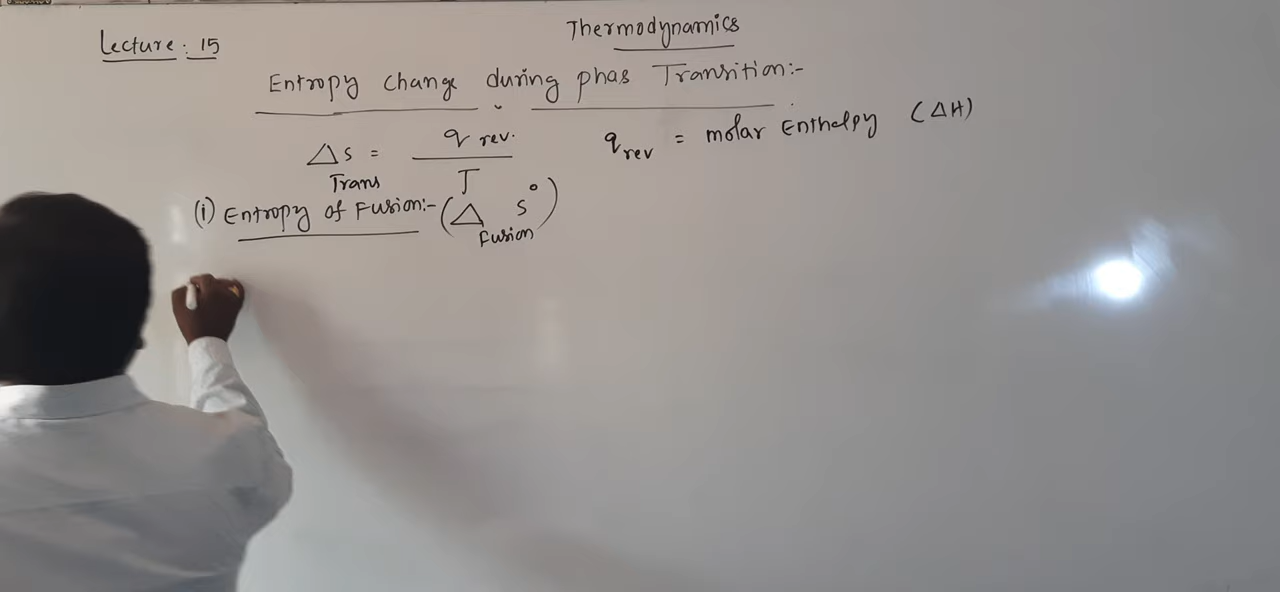 Lecture: 15
Thermodynamics
Entropy change during phas Transition:-
ΔS Trans = q rev. / T
q rev = molar Enthalpy (ΔH)
(i) Entropy of Fusion:- (Δ Fusion S°)